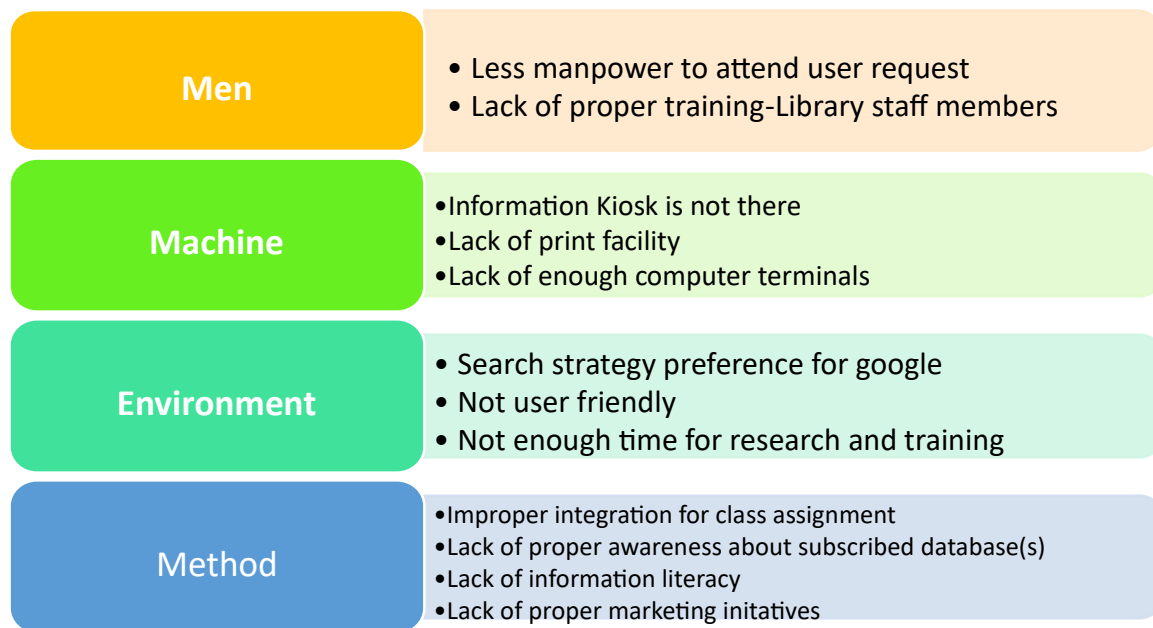 Men
• Less manpower to attend user request
• Lack of proper training-Library staff members
Machine
•Information Kiosk is not there
•Lack of print facility
•Lack of enough computer terminals
Environment
• Search strategy preference for google
• Not user friendly
• Not enough time for research and training
Method
•Improper integration for class assignment
•Lack of proper awareness about subscribed database(s)
•Lack of information literacy
•Lack of proper marketing initatives